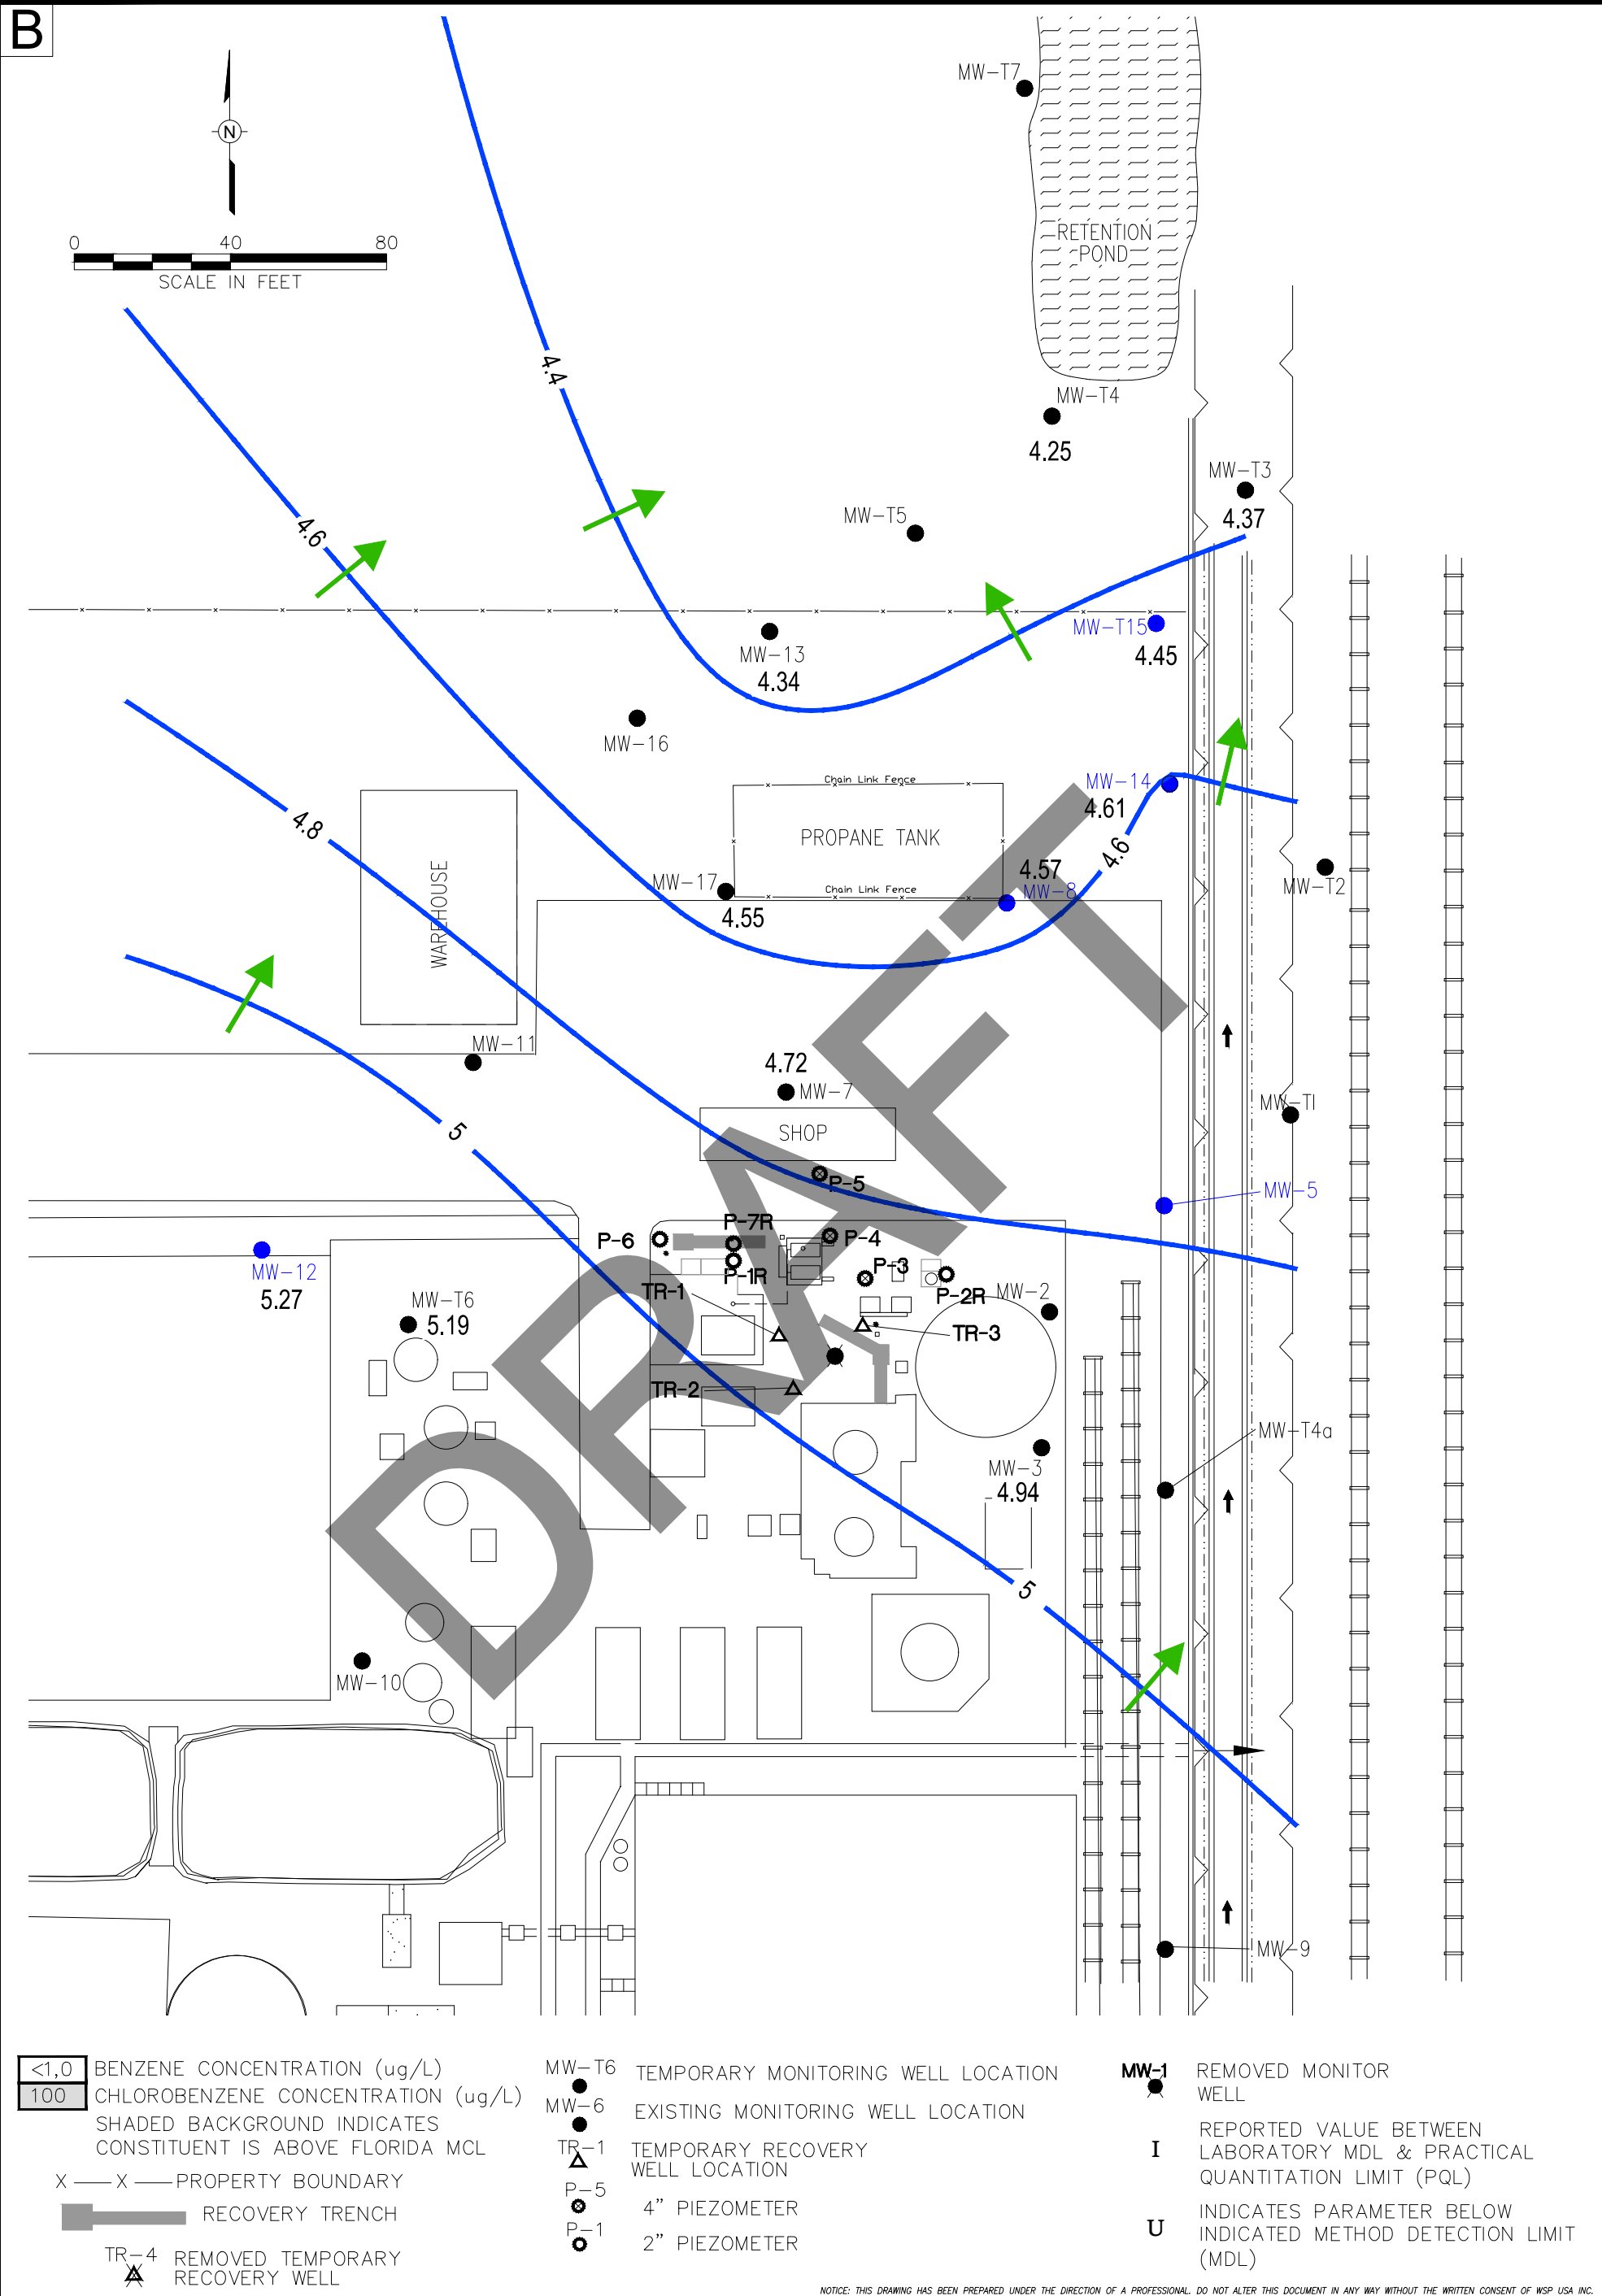 B
N
0 40 80
SCALE IN FEET
MW-T7
RETENTION
POND
MW-T4
4.25
MW-T3
4.37
4.4
MW-T5
4.6
MW-T15
4.45
MW-13
4.34
MW-16
Chain Link Fence
MW-14
4.61
PROPANE TANK
4.8
4.6
WAREHOUSE
MW-17
4.55
Chain Link Fence
4.57
MW-8
MW-T2
MW-11
4.72
MW-7
MW-T1
5
SHOP
P-5
MW-5
P-7R
P-6
P-4
P-1R
P-3
MW-12
5.27
TR-1
P-2R
MW-2
MW-T6
5.19
TR-3
TR-2
MW-T4a
MW-3
4.94
5
MW-10
MW-9
DRAFT
<1,0 BENZENE CONCENTRATION (ug/L)
100 CHLOROBENZENE CONCENTRATION (ug/L)
SHADED BACKGROUND INDICATES
CONSTITUENT IS ABOVE FLORIDA MCL
X — X — PROPERTY BOUNDARY
RECOVERY TRENCH
TR-4 REMOVED TEMPORARY
RECOVERY WELL
MW-T6 TEMPORARY MONITORING WELL LOCATION
MW-6 EXISTING MONITORING WELL LOCATION
TR-1 TEMPORARY RECOVERY
WELL LOCATION
P-5
4" PIEZOMETER
P-1
2" PIEZOMETER
MW-1 REMOVED MONITOR
WELL
REPORTED VALUE BETWEEN
I LABORATORY MDL & PRACTICAL
QUANTITATION LIMIT (PQL)
INDICATES PARAMETER BELOW
U INDICATED METHOD DETECTION LIMIT
(MDL)
NOTICE: THIS DRAWING HAS BEEN PREPARED UNDER THE DIRECTION OF A PROFESSIONAL. DO NOT ALTER THIS DOCUMENT IN ANY WAY WITHOUT THE WRITTEN CONSENT OF WSP USA INC.